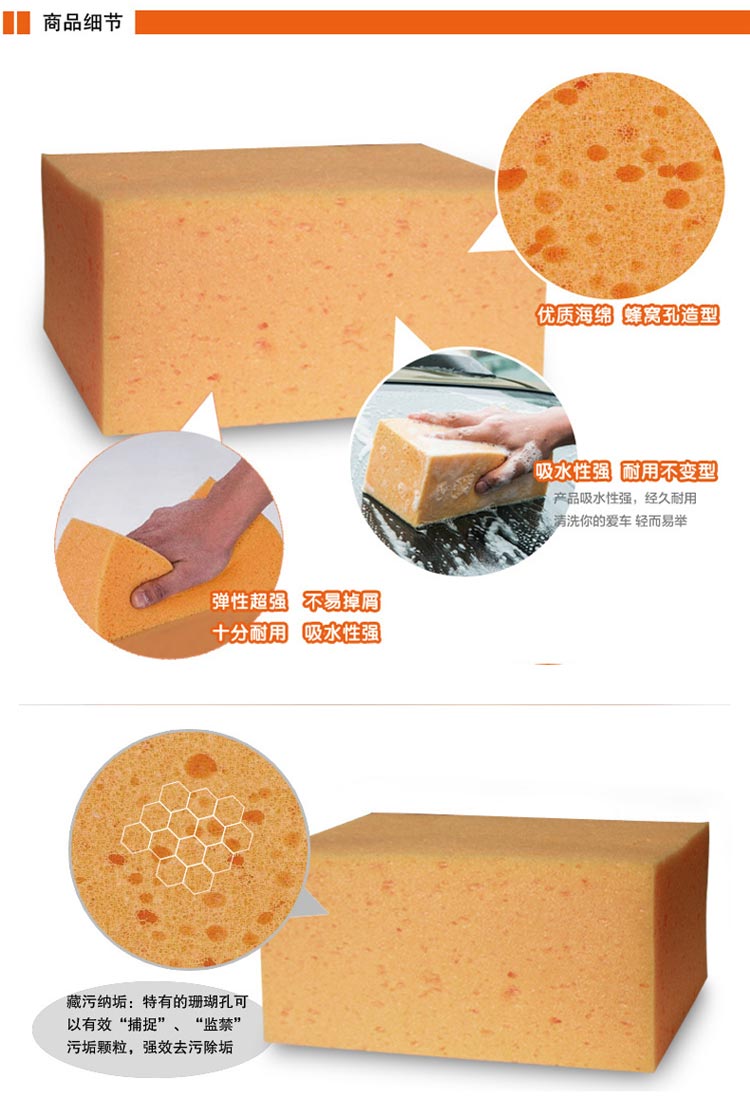 商品细节
优质海绵 蜂窝孔造型
吸水性强 耐用不变型
产品吸水性强，经久耐用
清洗你的爱车 轻而易举
弹性超强 不易掉屑
十分耐用 吸水性强
藏污纳垢：特有的珊瑚孔可
以有效“捕捉”、“监禁”
污垢颗粒，强效去污除垢